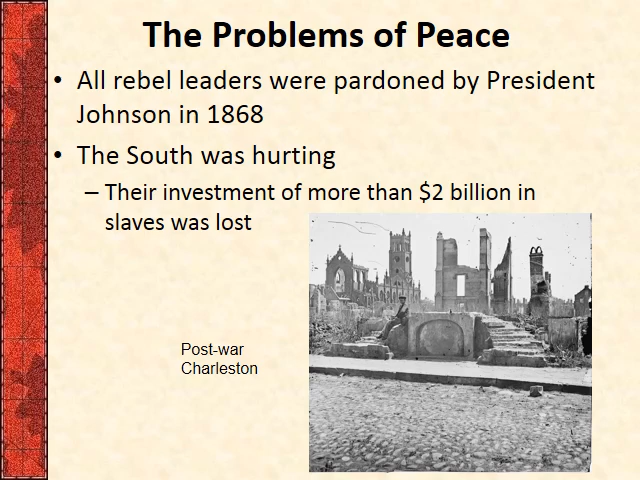 The Problems of Peace
• All rebel leaders were pardoned by President
Johnson in 1868
• The South was hurting
– Their investment of more than $2 billion in
slaves was lost
Post-war
Charleston